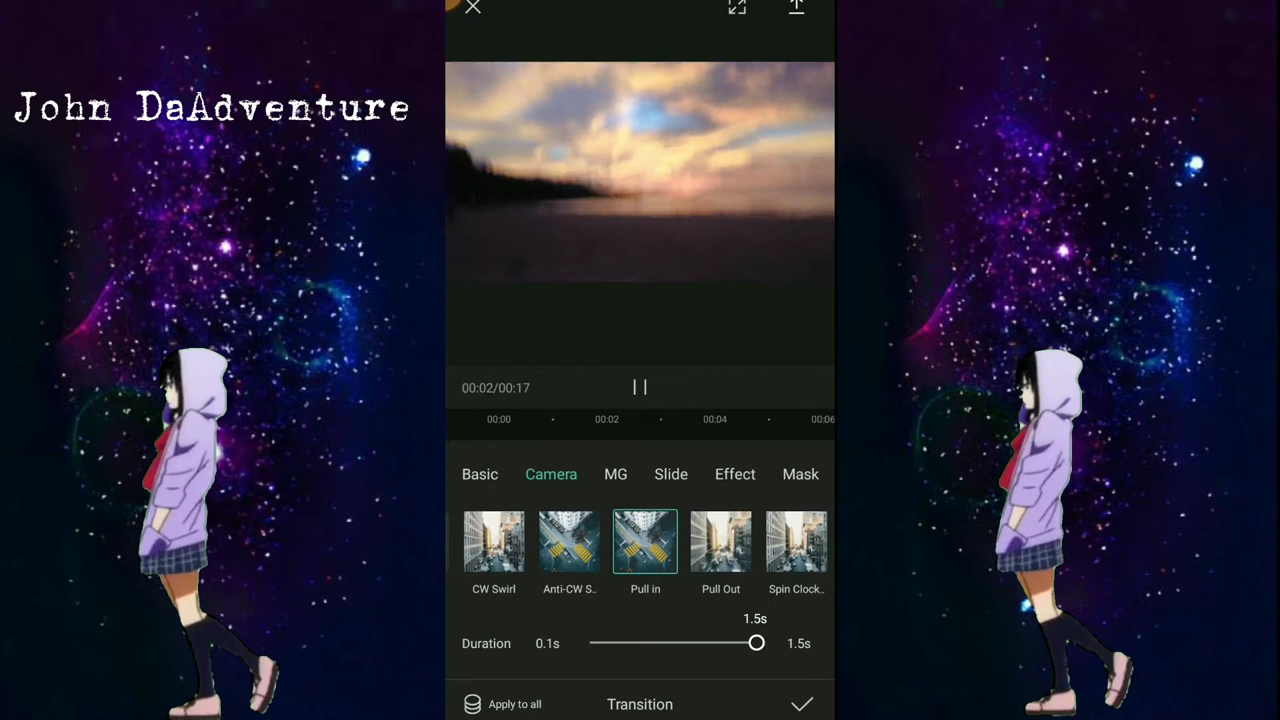 John DaAdventure
00:02/00:17
00:00 00:02 00:04 00:06
Basic Camera MG Slide Effect Mask
CW Swirl Anti-CW S.. Pull in Pull Out Spin Clock..
1.5s
Duration 0.1s 1.5s
Apply to all Transition